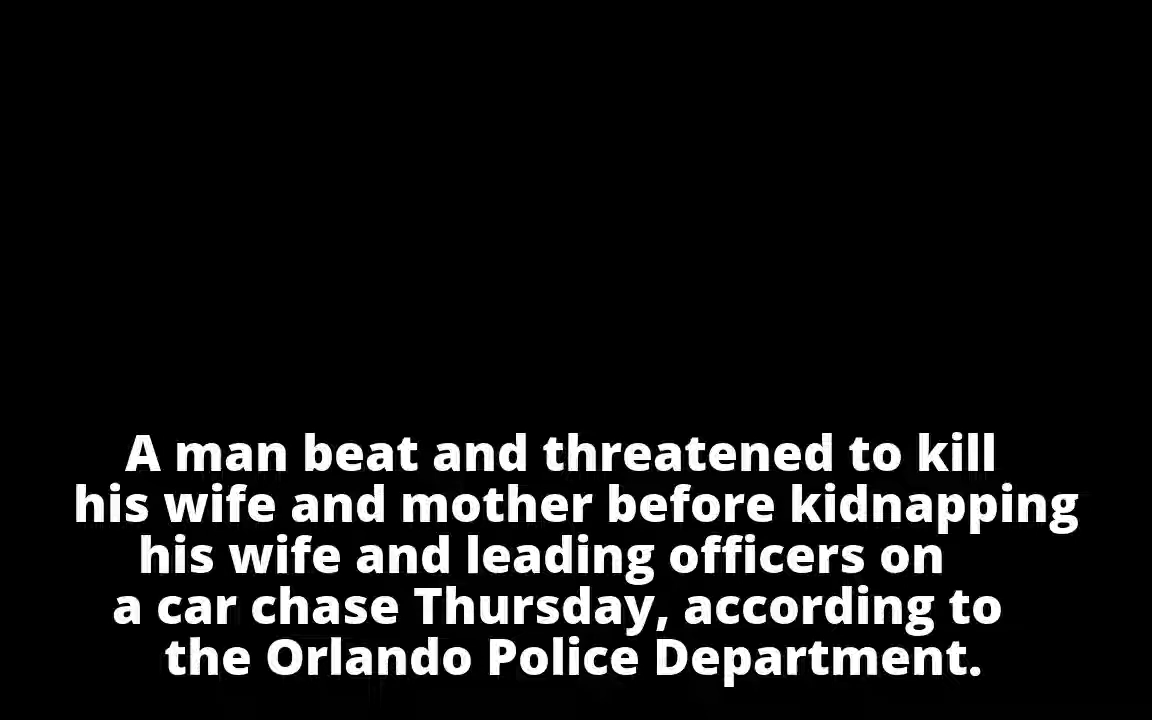 A man beat and threatened to kill
his wife and mother before kidnapping
his wife and leading officers on
a car chase Thursday, according to
the Orlando Police Department.